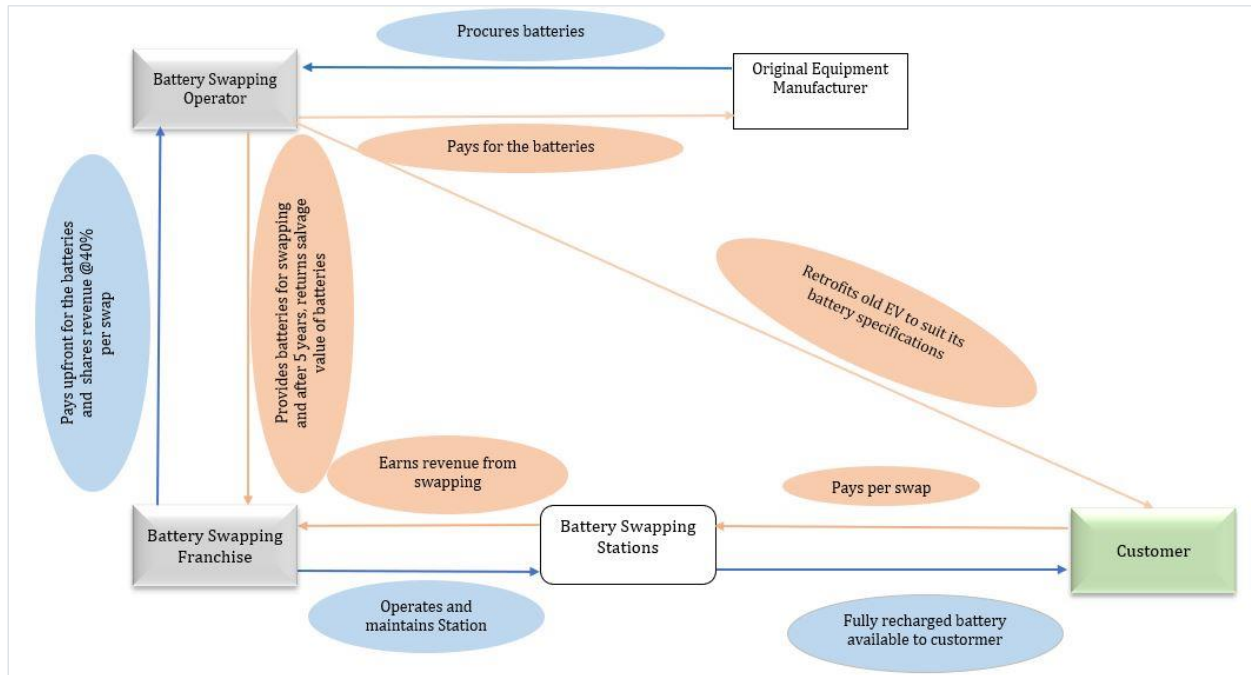 Procures batteries
Battery Swapping
Operator
Original Equipment
Manufacturer
Pays for the batteries
Pays upfront for the batteries
and shares revenue @40%
per swap
Provides batteries for swapping
and after 5 years, returns salvage
value of batteries
Retrofits old EV to suit its
battery specifications
Earns revenue from
swapping
Pays per swap
Battery Swapping
Franchise
Battery Swapping
Stations
Customer
Operates and
maintains Station
Fully recharged battery
available to custormer